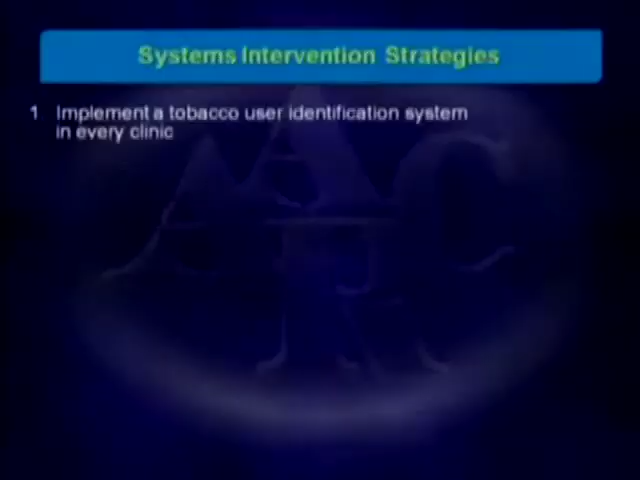 Systems Intervention Strategies
1 Implement a tobacco user identification system
in every clinic